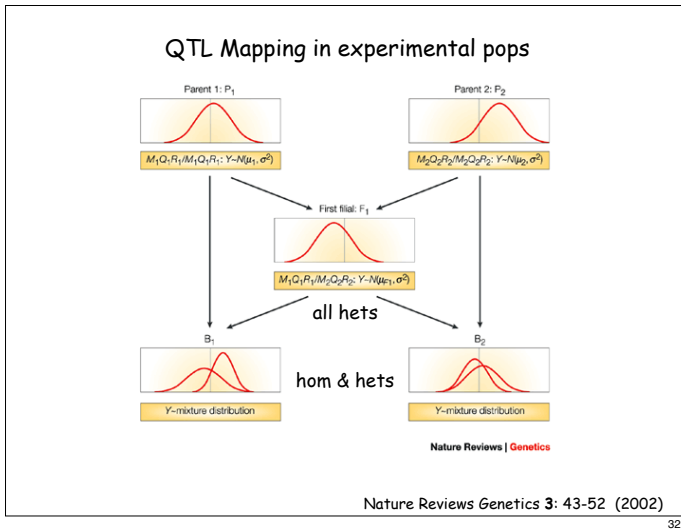 QTL Mapping in experimental pops
Parent 1: P₁
Parent 2: P₂
M₁Q₁R₁/M₁Q₁R₁: Y~N(μ₁, σ²)
M₂Q₂R₂/M₂Q₂R₂: Y~N(μ₂, σ²)
First filial: F₁
M₁Q₁R₁/M₂Q₂R₂: Y~N(μF₁, σ²)
all hets
B₁
B₂
hom & hets
Y~mixture distribution
Y~mixture distribution
Nature Reviews | Genetics
Nature Reviews Genetics 3: 43-52 (2002)
32